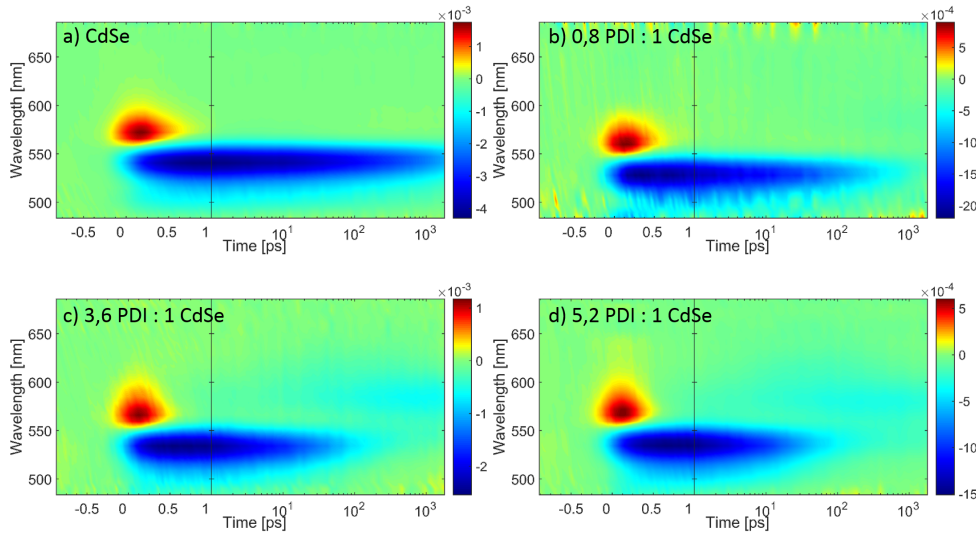 a) CdSe
×10⁻³
Wavelength [nm]
650
600
550
500
1
0
-1
-2
-3
-4
-0.5 0 0.5 1 10¹ 10² 10³
Time [ps]
b) 0,8 PDI : 1 CdSe
×10⁻⁴
Wavelength [nm]
650
600
550
500
5
0
-5
-10
-15
-20
-0.5 0 0.5 1 10¹ 10² 10³
Time [ps]
c) 3,6 PDI : 1 CdSe
×10⁻³
Wavelength [nm]
650
600
550
500
1
0
-1
-2
-0.5 0 0.5 1 10¹ 10² 10³
Time [ps]
d) 5,2 PDI : 1 CdSe
×10⁻⁴
Wavelength [nm]
650
600
550
500
5
0
-5
-10
-15
-0.5 0 0.5 1 10¹ 10² 10³
Time [ps]